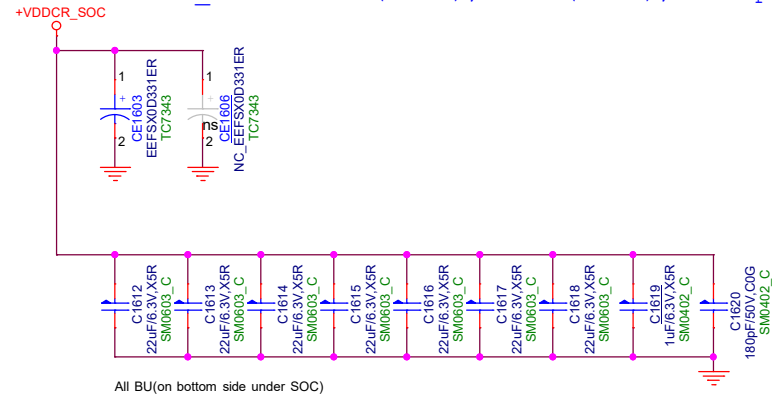 +VDDCR_SOC
1
2
CE1603
EEFSX0D331ER
TC7343
1
ns
2
CE1606
NC_EEFSX0D331ER
TC7343
C1612
22uF/6.3V,X5R
SM0603_C
C1613
22uF/6.3V,X5R
SM0603_C
C1614
22uF/6.3V,X5R
SM0603_C
C1615
22uF/6.3V,X5R
SM0603_C
C1616
22uF/6.3V,X5R
SM0603_C
C1617
22uF/6.3V,X5R
SM0603_C
C1618
22uF/6.3V,X5R
SM0603_C
C1619
1uF/6.3V,X5R
SM0402_C
C1620
180pF/50V,C0G
SM0402_C
All BU(on bottom side under SOC)